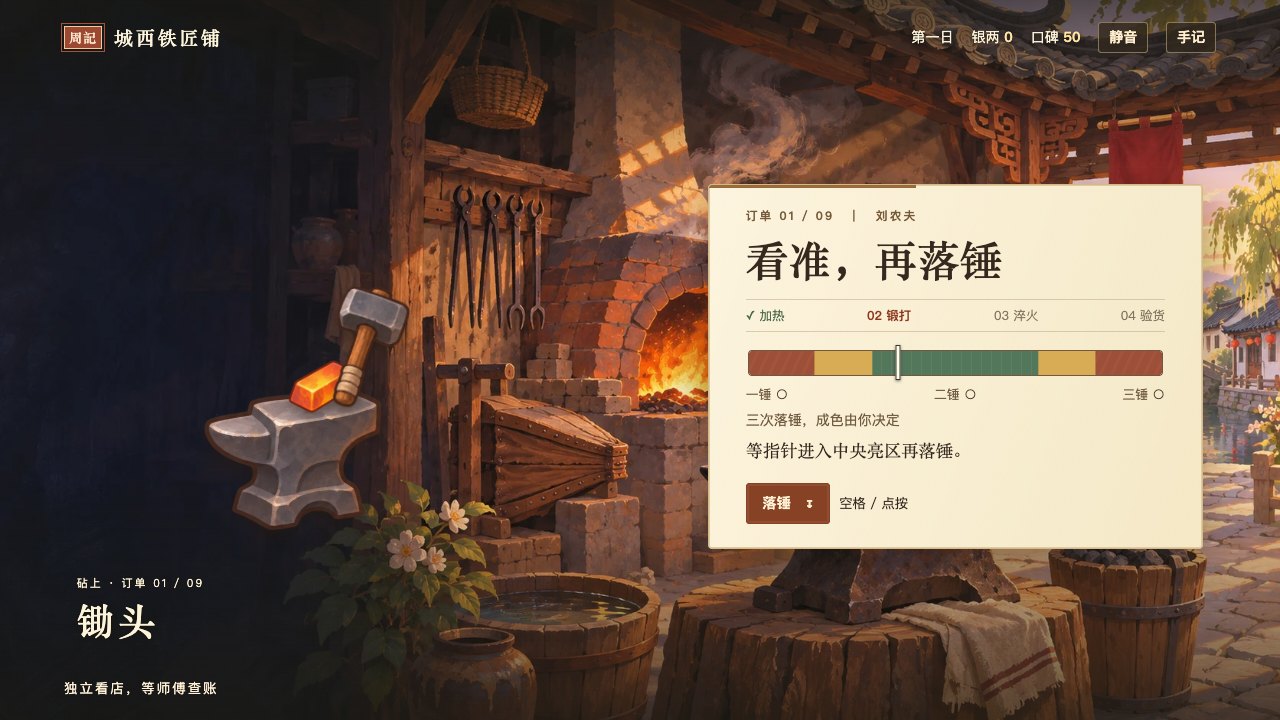 周記 城西铁匠铺 第一日 银两 0 口碑 50 静音 手记
订单 01 / 09 | 刘农夫
看准，再落锤
✓ 加热 02 锻打 03 淬火 04 验货
一锤 二锤 三锤
三次落锤，成色由你决定
等指针进入中央亮区再落锤。
落锤 空格 / 点按
砧上 · 订单 01 / 09
锄头
独立看店，等师傅查账